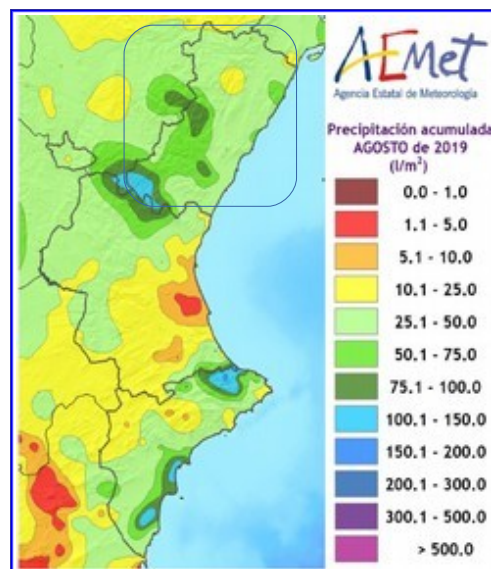 AEMet
Agencia Estatal de Meteorología
Precipitación acumulada
AGOSTO de 2019
(l/m²)
0.0 - 1.0
1.1 - 5.0
5.1 - 10.0
10.1 - 25.0
25.1 - 50.0
50.1 - 75.0
75.1 - 100.0
100.1 - 150.0
150.1 - 200.0
200.1 - 300.0
300.1 - 500.0
> 500.0